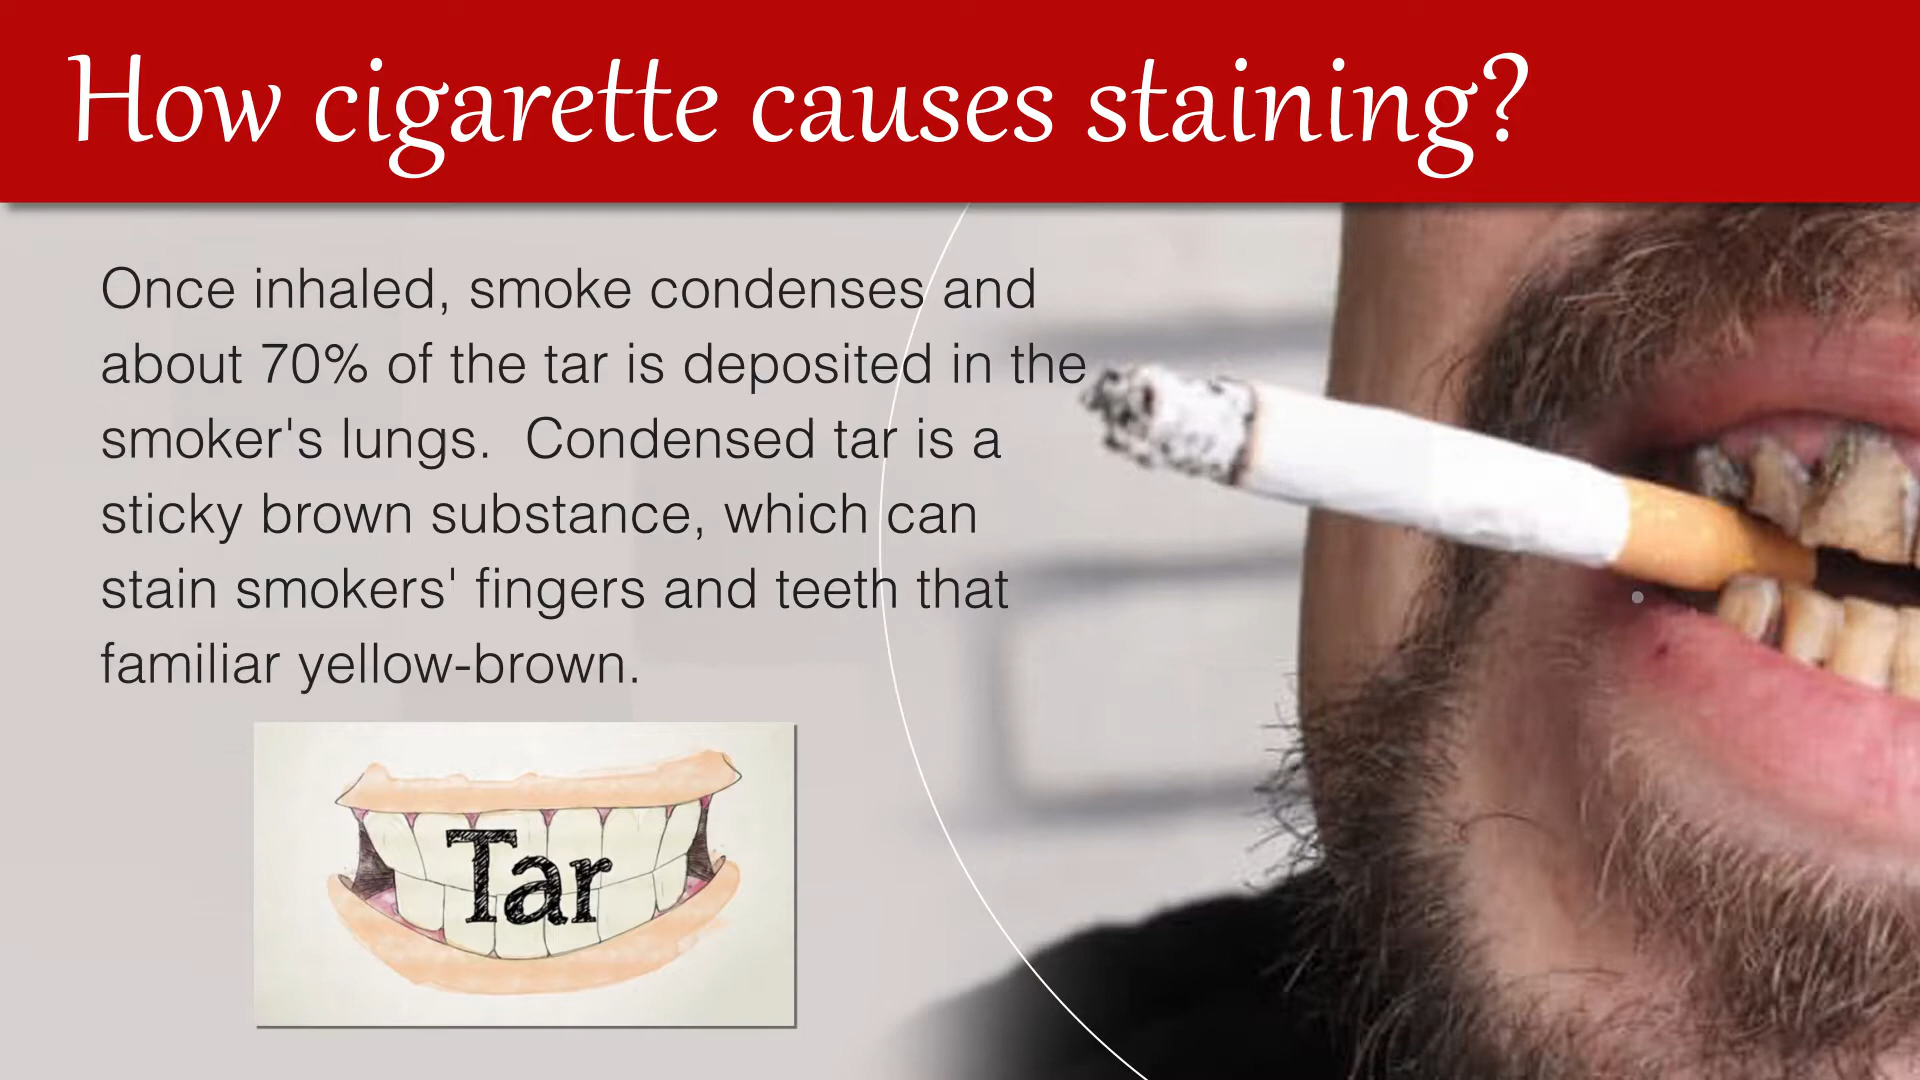 How cigarette causes staining?
Once inhaled, smoke condenses and
about 70% of the tar is deposited in the
smoker's lungs.  Condensed tar is a
sticky brown substance, which can
stain smokers' fingers and teeth that
familiar yellow-brown.
Tar